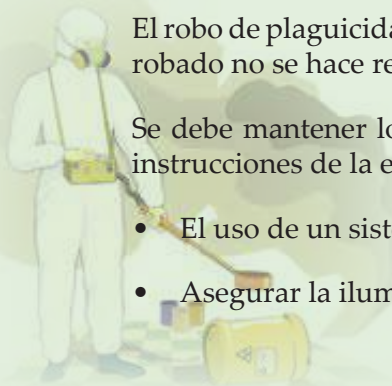 El robo de plaguicida
robado no se hace re
Se debe mantener lo
instrucciones de la e
• El uso de un sist
• Asegurar la ilum